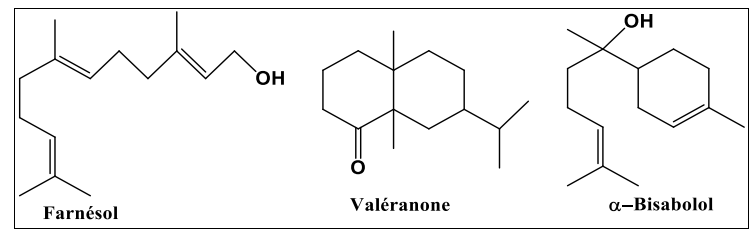 OH
OH
O
Farnésol
Valéranone
α–Bisabolol